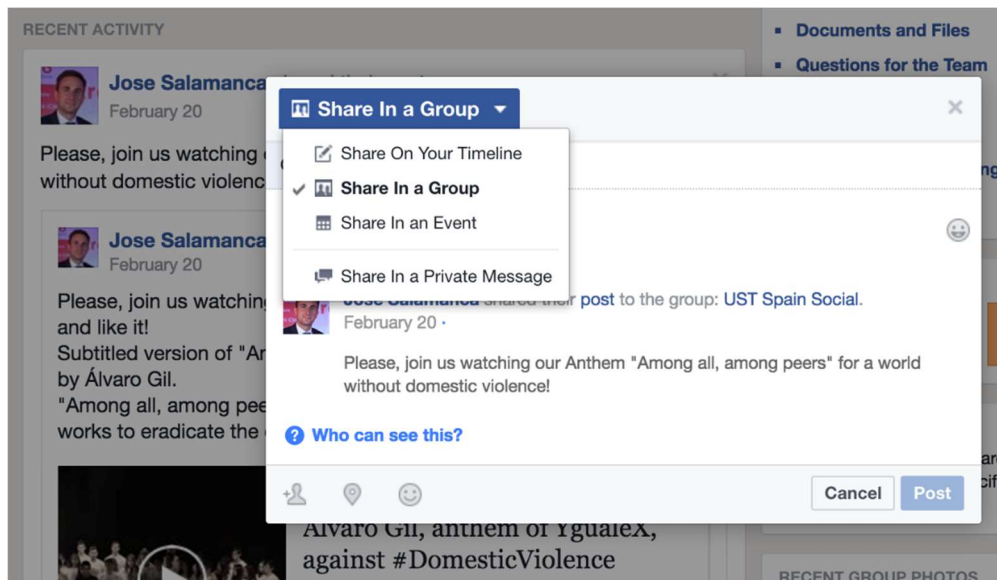 RECENT ACTIVITY
Jose Salamanca
February 20
Please, join us watching
without domestic violenc
Jose Salamanca
February 20
Please, join us watching
and like it!
Subtitled version of "An
by Álvaro Gil.
"Among all, among pee
works to eradicate the
Share In a Group
Share On Your Timeline
Share In a Group
Share In an Event
Share In a Private Message
Jose Salamanca shared their post to the group: UST Spain Social.
February 20 ·
Please, join us watching our Anthem "Among all, among peers" for a world
without domestic violence!
Who can see this?
Cancel Post
Alvaro Gil, anthem of YgualeX,
against #DomesticViolence
Documents and Files
Questions for the Team
RECENT GROUP PHOTOS